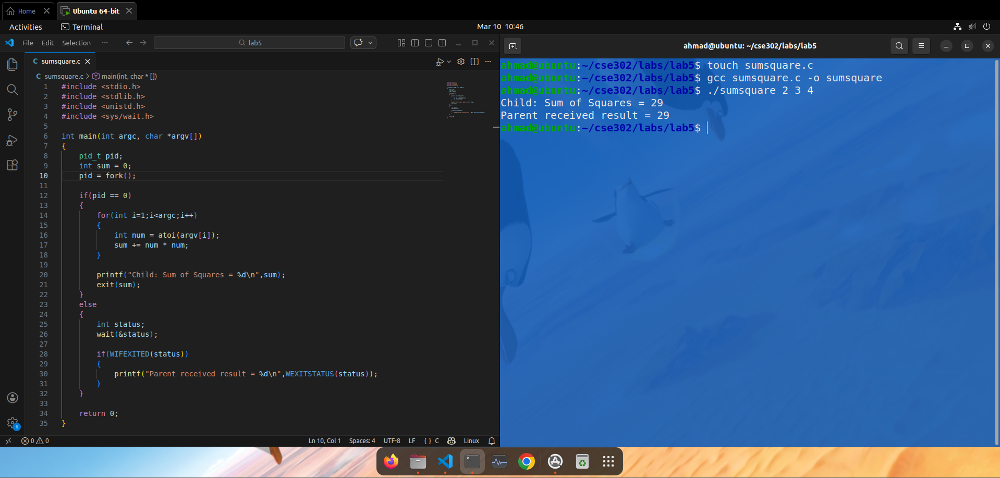 Home
Ubuntu 64-bit
Activities
Terminal
Mar 10 10:46
File Edit Selection ···
lab5
ahmad@ubuntu: ~/cse302/labs/lab5
C sumsquare.c
C sumsquare.c > main(int, char * [])
1 #include <stdio.h>
2 #include <stdlib.h>
3 #include <unistd.h>
4 #include <sys/wait.h>
5
6 int main(int argc, char *argv[])
7 {
8 pid_t pid;
9 int sum = 0;
10 pid = fork();
11
12 if(pid == 0)
13 {
14 for(int i=1;i<argc;i++)
15 {
16 int num = atoi(argv[i]);
17 sum += num * num;
18 }
19
20 printf("Child: Sum of Squares = %d\n",sum);
21 exit(sum);
22 }
23 else
24 {
25 int status;
26 wait(&status);
27
28 if(WIFEXITED(status))
29 {
30 printf("Parent received result = %d\n",WEXITSTATUS(status));
31 }
32 }
33
34 return 0;
35 }
1
0 0
Ln 10, Col 1 Spaces: 4 UTF-8 LF { } C Linux
ahmad@ubuntu:~/cse302/labs/lab5$ touch sumsquare.c
ahmad@ubuntu:~/cse302/labs/lab5$ gcc sumsquare.c -o sumsquare
ahmad@ubuntu:~/cse302/labs/lab5$ ./sumsquare 2 3 4
Child: Sum of Squares = 29
Parent received result = 29
ahmad@ubuntu:~/cse302/labs/lab5$